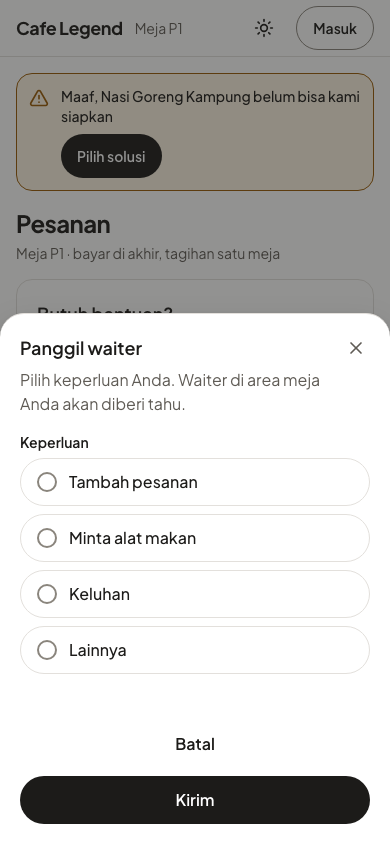 Cafe Legend
Meja P1
Masuk
Maaf, Nasi Goreng Kampung belum bisa kami
siapkan
Pilih solusi
Pesanan
Meja P1 · bayar di akhir, tagihan satu meja
Butuh bantuan?
Panggil waiter
Pilih keperluan Anda. Waiter di area meja
Anda akan diberi tahu.
Keperluan
Tambah pesanan
Minta alat makan
Keluhan
Lainnya
Batal
Kirim